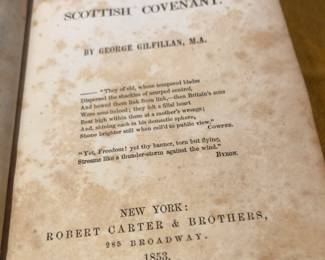 SCOTTISH COVENANT.
BY GEORGE GILFILLAN, M.A.
"They of old, whose tempered blades
Dispersed the shackles of usurped control,
And hewed them link from link,—then Britain's sons
Were sons indeed; they felt a filial heart
Beat high within them at a mother's wrongs;
And, shining each in his domestic sphere,
Shone brighter still when call'd to public view."
COWPER.
"Yet, Freedom! yet thy banner, torn but flying,
Streams like a thunder-storm against the wind."
BYRON.
NEW YORK:
ROBERT CARTER & BROTHERS,
285 BROADWAY.
1853.